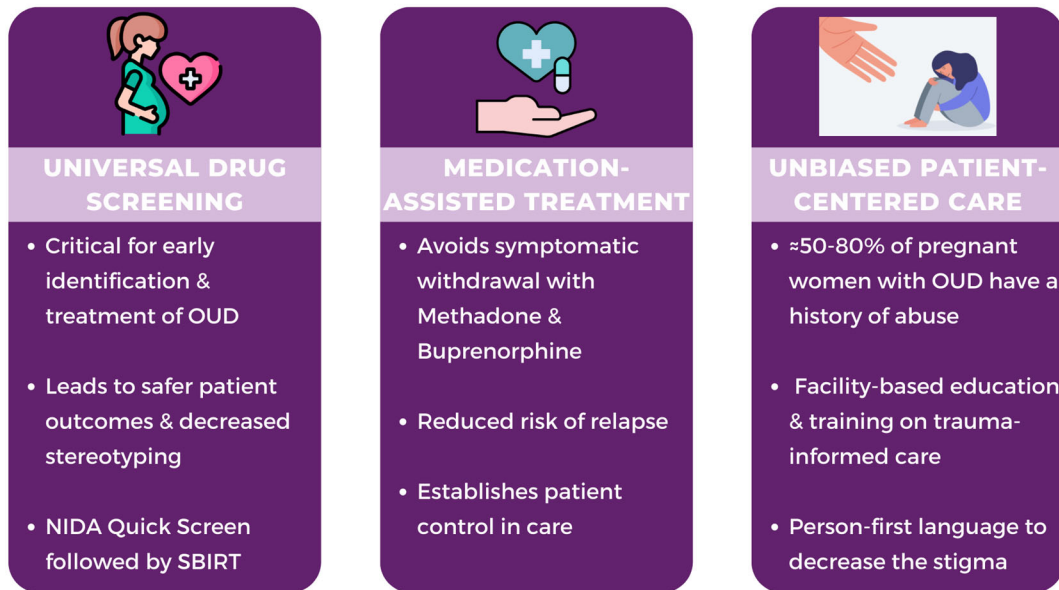 UNIVERSAL DRUG
SCREENING
• Critical for early
identification &
treatment of OUD
• Leads to safer patient
outcomes & decreased
stereotyping
• NIDA Quick Screen
followed by SBIRT
MEDICATION-
ASSISTED TREATMENT
• Avoids symptomatic
withdrawal with
Methadone &
Buprenorphine
• Reduced risk of relapse
• Establishes patient
control in care
UNBIASED PATIENT-
CENTERED CARE
• ≈50-80% of pregnant
women with OUD have a
history of abuse
• Facility-based education
& training on trauma-
informed care
• Person-first language to
decrease the stigma